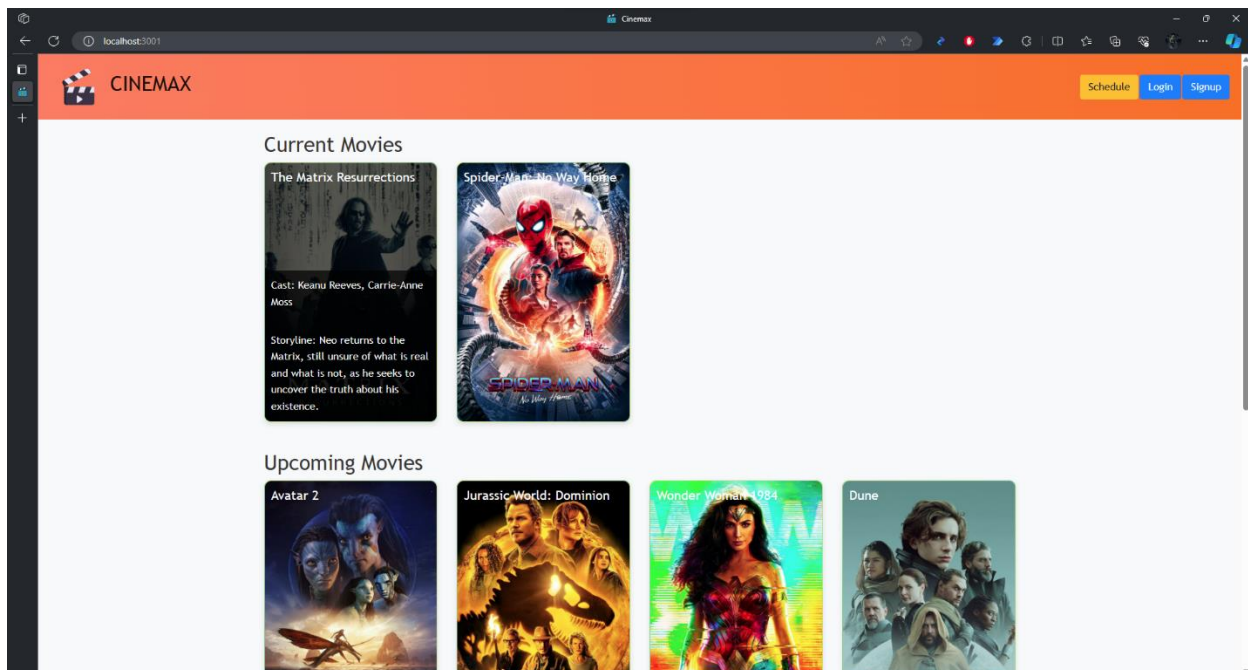 Cinemax
localhost:3001
CINEMAX
Schedule
Login
Signup
Current Movies
The Matrix Resurrections
Cast: Keanu Reeves, Carrie-Anne
Moss
Storyline: Neo returns to the
Matrix, still unsure of what is real
and what is not, as he seeks to
uncover the truth about his
existence.
Spider-Man: No Way Home
SPIDER-MAN
No Way Home
Upcoming Movies
Avatar 2
Jurassic World: Dominion
Wonder Woman 1984
Dune